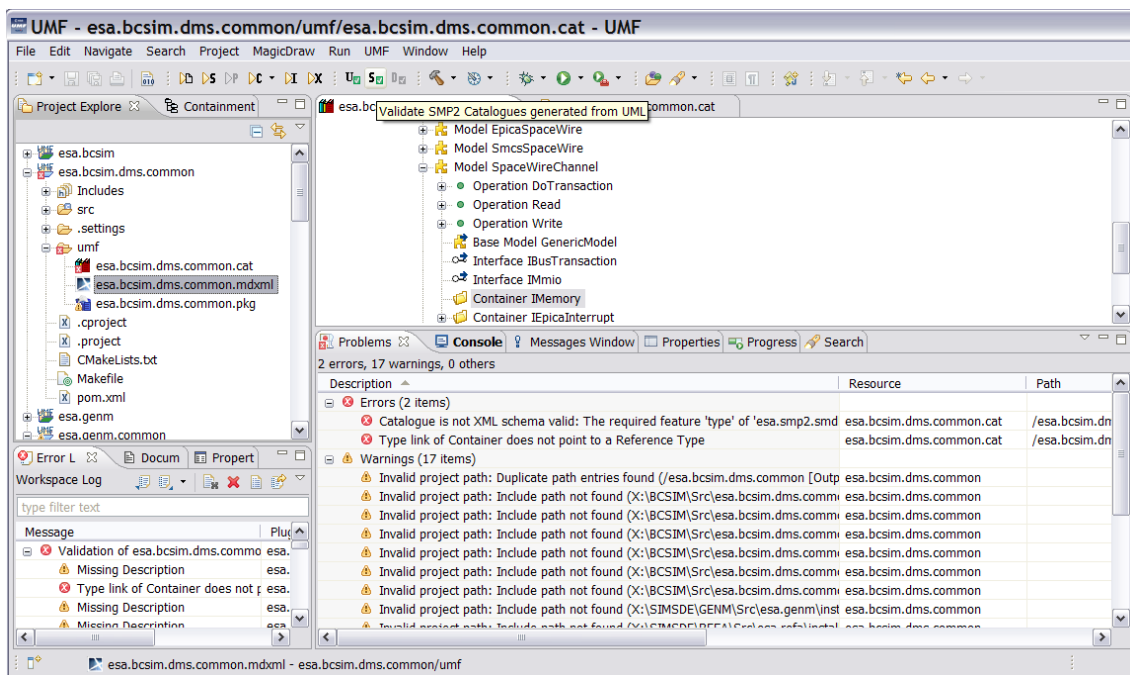 UMF - esa.bcsim.dms.common/umf/esa.bcsim.dms.common.cat - UMF
File Edit Navigate Search Project MagicDraw Run UMF Window Help
Project Explore
Containment
esa.bc
common.cat
Validate SMP2 Catalogues generated from UML
esa.bcsim
esa.bcsim.dms.common
Includes
src
.settings
umf
esa.bcsim.dms.common.cat
esa.bcsim.dms.common.mdxml
esa.bcsim.dms.common.pkg
.cproject
.project
CMakeLists.txt
Makefile
pom.xml
esa.genm
esa.genm.common
Model EpicaSpaceWire
Model SmcsSpaceWire
Model SpaceWireChannel
Operation DoTransaction
Operation Read
Operation Write
Base Model GenericModel
Interface IBusTransaction
Interface IMmio
Container IMemory
Container IEpicaInterrupt
Problems Console Messages Window Properties Progress Search
2 errors, 17 warnings, 0 others
Description Resource Path
Errors (2 items)
Catalogue is not XML schema valid: The required feature 'type' of 'esa.smp2.smd esa.bcsim.dms.common.cat /esa.bcsim.dm
Type link of Container does not point to a Reference Type esa.bcsim.dms.common.cat /esa.bcsim.dm
Warnings (17 items)
Invalid project path: Duplicate path entries found (/esa.bcsim.dms.common [Outp esa.bcsim.dms.common
Invalid project path: Include path not found (X:\BCSIM\Src\esa.bcsim.dms.comm esa.bcsim.dms.common
Invalid project path: Include path not found (X:\BCSIM\Src\esa.bcsim.dms.comm esa.bcsim.dms.common
Invalid project path: Include path not found (X:\BCSIM\Src\esa.bcsim.dms.comm esa.bcsim.dms.common
Invalid project path: Include path not found (X:\BCSIM\Src\esa.bcsim.dms.comm esa.bcsim.dms.common
Invalid project path: Include path not found (X:\BCSIM\Src\esa.bcsim.dms.comm esa.bcsim.dms.common
Invalid project path: Include path not found (X:\SIMSDE\GENM\Src\esa.genm\inst esa.bcsim.dms.common
Invalid project path: Include path not found (X:\SIMSDE\REFA\Src\esa.refa\instal esa.bcsim.dms.common
Error L Docum Propert
Workspace Log
type filter text
Message Plug
Validation of esa.bcsim.dms.commo esa.
Missing Description esa.
Type link of Container does not p esa.
Missing Description esa.
Missing Description esa.
esa.bcsim.dms.common.mdxml - esa.bcsim.dms.common/umf